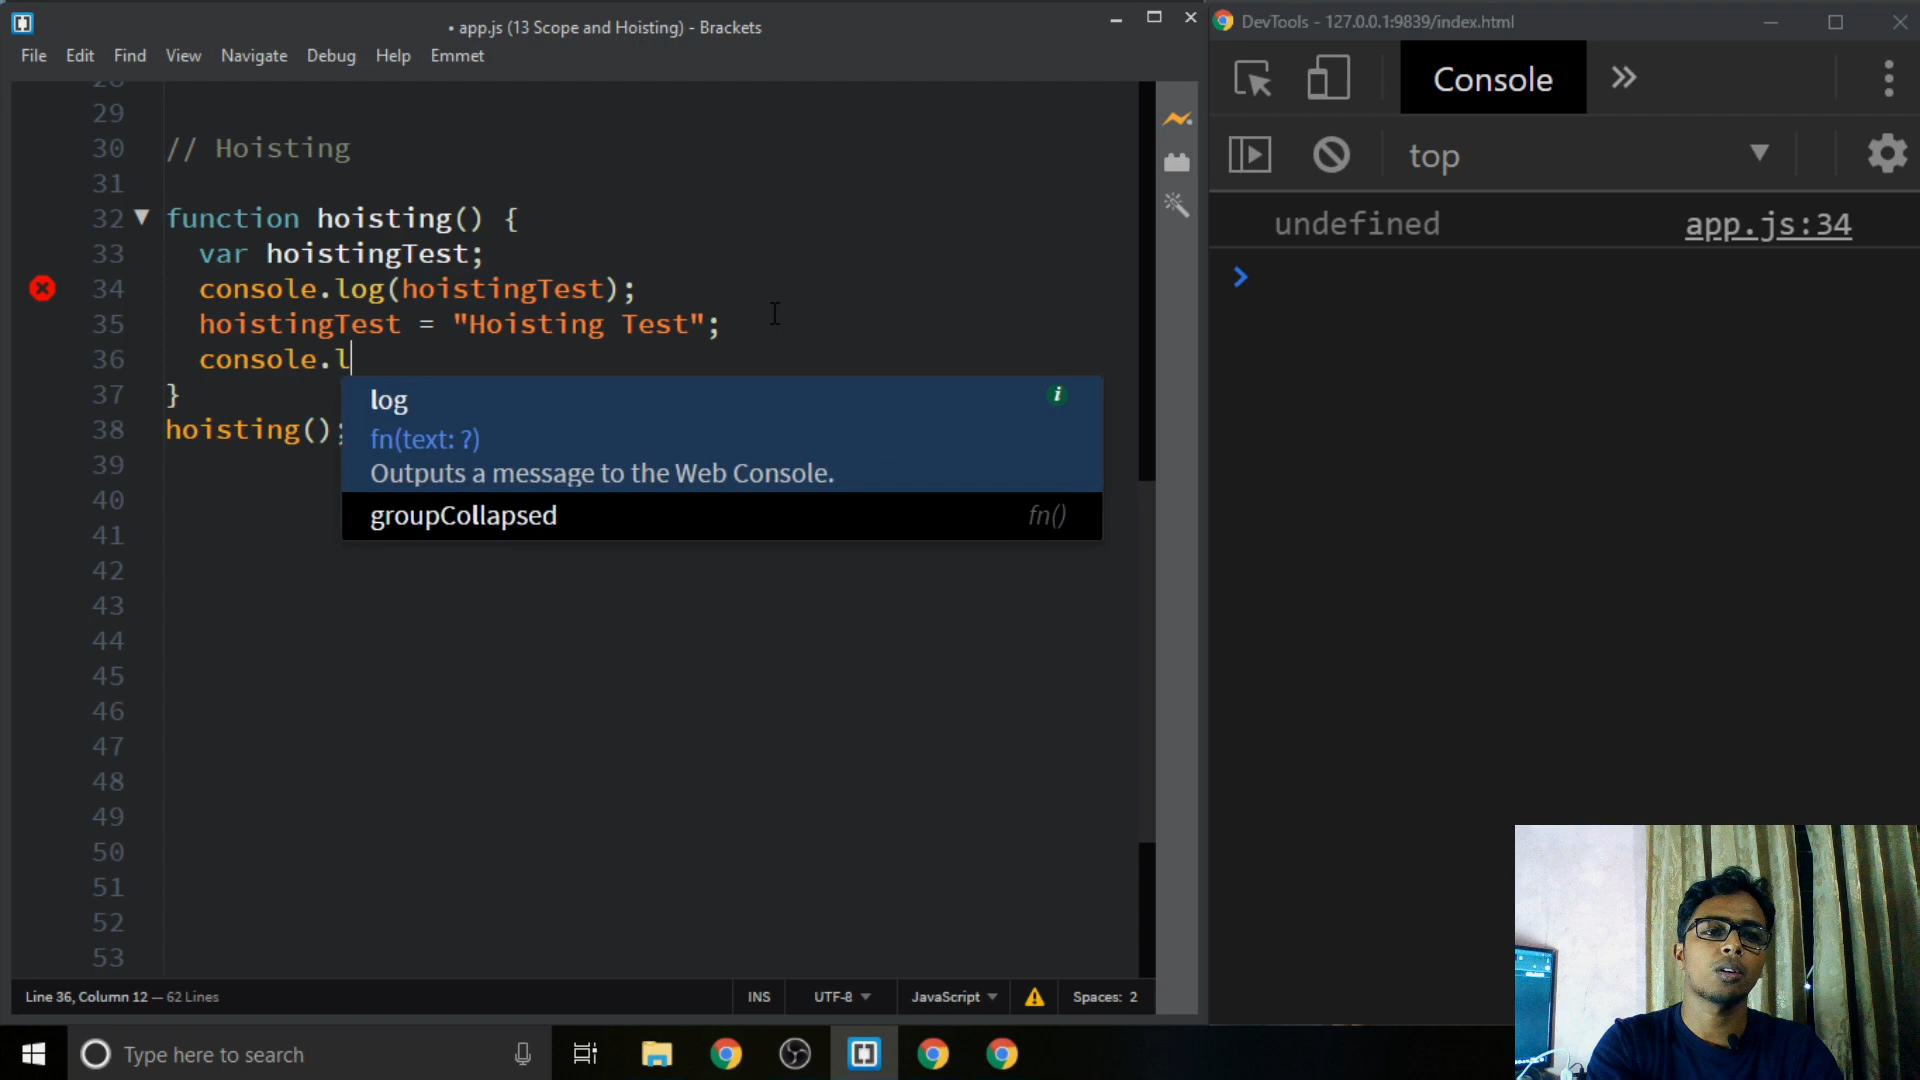 • app.js (13 Scope and Hoisting) - Brackets
File Edit Find View Navigate Debug Help Emmet
29
30 // Hoisting
31
32 function hoisting() {
33 var hoistingTest;
34 console.log(hoistingTest);
35 hoistingTest = "Hoisting Test";
36 console.l
37 }
38 hoisting();
log
fn(text: ?)
Outputs a message to the Web Console.
groupCollapsed fn()
39
40
41
42
43
44
45
46
47
48
49
50
51
52
53
Line 36, Column 12 — 62 Lines INS UTF-8 JavaScript Spaces: 2
DevTools - 127.0.0.1:9839/index.html
Console
top
undefined app.js:34
Type here to search